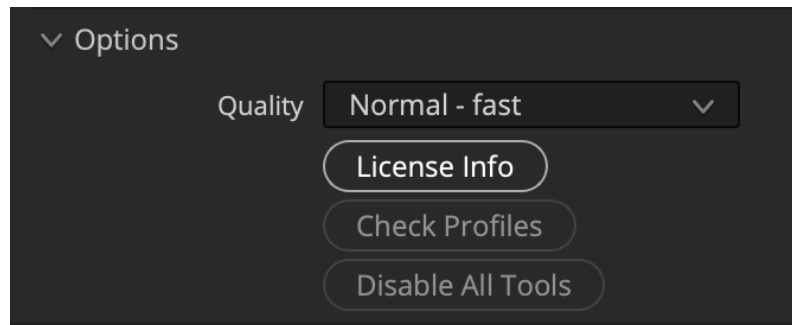 Options
Quality Normal - fast
License Info
Check Profiles
Disable All Tools